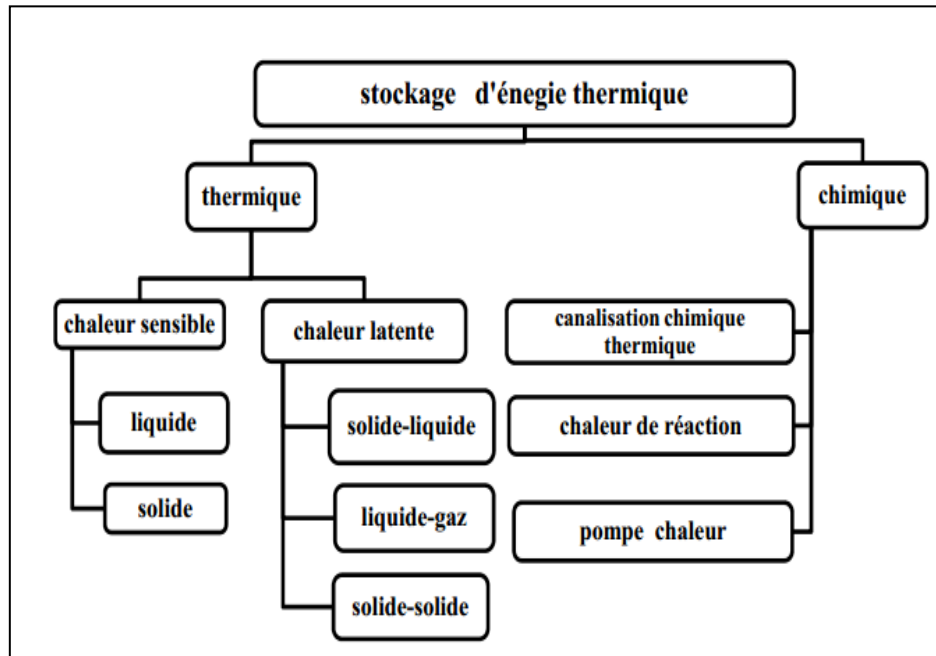 stockage d'énegie thermique
thermique
chimique
chaleur sensible
chaleur latente
canalisation chimique
thermique
liquide
solide-liquide
chaleur de réaction
solide
liquide-gaz
pompe chaleur
solide-solide